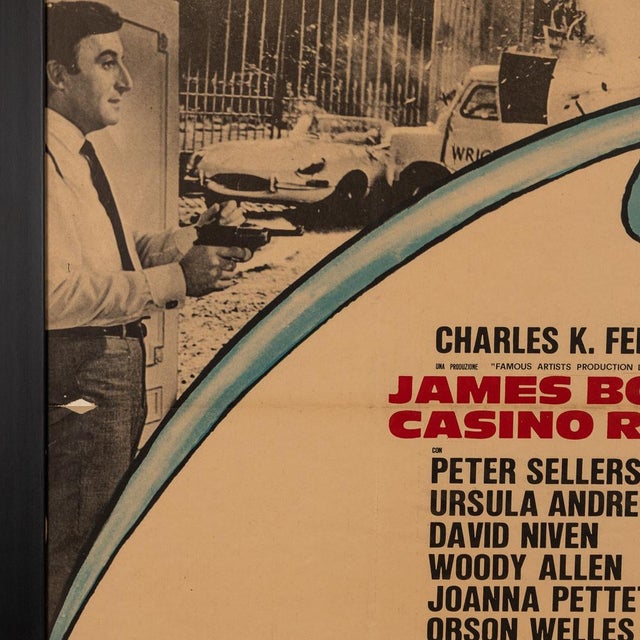 WRIG
CHARLES K. FE
UNA PRODUZIONE "FAMOUS ARTISTS PRODUCTION
JAMES BO
CASINO R
CON
PETER SELLERS
URSULA ANDRE
DAVID NIVEN
WOODY ALLEN
JOANNA PETTE
ORSON WELLES